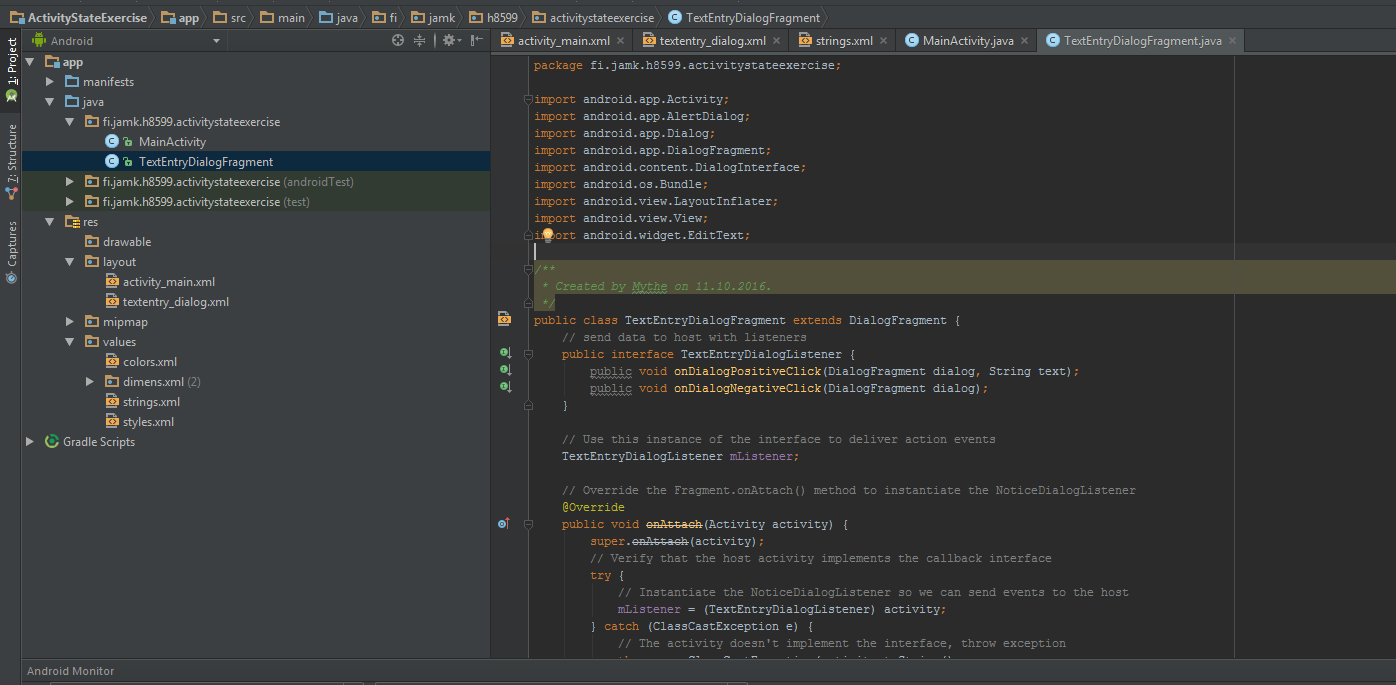 ActivityStateExercise app src main java fi jamk h8599 activitystateexercise TextEntryDialogFragment
Android
activity_main.xml textentry_dialog.xml strings.xml MainActivity.java TextEntryDialogFragment.java
1: Project
7: Structure
Captures
app
manifests
java
fi.jamk.h8599.activitystateexercise
MainActivity
TextEntryDialogFragment
fi.jamk.h8599.activitystateexercise (androidTest)
fi.jamk.h8599.activitystateexercise (test)
res
drawable
layout
activity_main.xml
textentry_dialog.xml
mipmap
values
colors.xml
dimens.xml (2)
strings.xml
styles.xml
Gradle Scripts
package fi.jamk.h8599.activitystateexercise;
import android.app.Activity;
import android.app.AlertDialog;
import android.app.Dialog;
import android.app.DialogFragment;
import android.content.DialogInterface;
import android.os.Bundle;
import android.view.LayoutInflater;
import android.view.View;
import android.widget.EditText;
/**
* Created by Mythe on 11.10.2016.
*/
public class TextEntryDialogFragment extends DialogFragment {
// send data to host with listeners
public interface TextEntryDialogListener {
public void onDialogPositiveClick(DialogFragment dialog, String text);
public void onDialogNegativeClick(DialogFragment dialog);
}
// Use this instance of the interface to deliver action events
TextEntryDialogListener mListener;
// Override the Fragment.onAttach() method to instantiate the NoticeDialogListener
@Override
public void onAttach(Activity activity) {
super.onAttach(activity);
// Verify that the host activity implements the callback interface
try {
// Instantiate the NoticeDialogListener so we can send events to the host
mListener = (TextEntryDialogListener) activity;
} catch (ClassCastException e) {
// The activity doesn't implement the interface, throw exception
Android Monitor